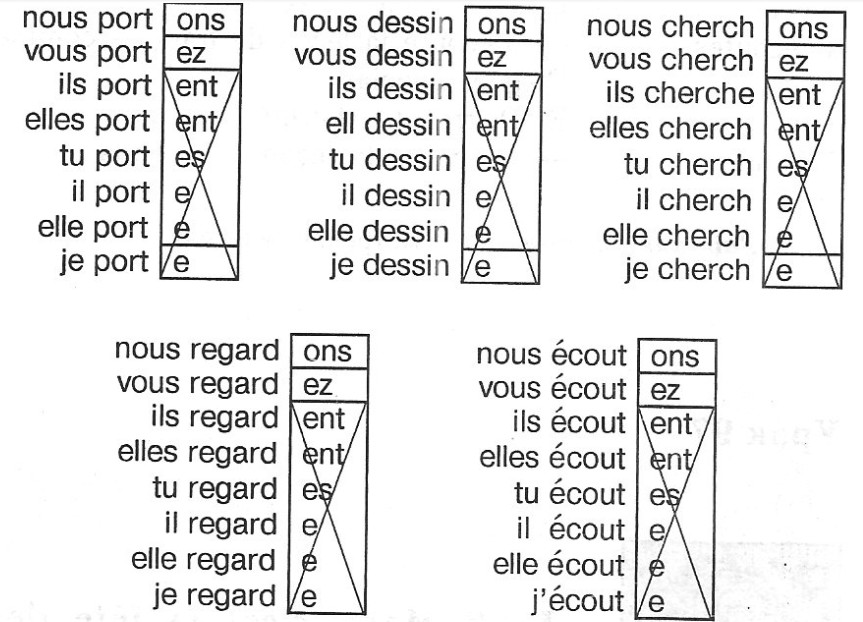 nous port ons
vous port ez
ils port ent
elles port ent
tu port es
il port e
elle port e
je port e
nous dessin ons
vous dessin ez
ils dessin ent
ell dessin ent
tu dessin es
il dessin e
elle dessin e
je dessin e
nous cherch ons
vous cherch ez
ils cherche ent
elles cherch ent
tu cherch es
il cherch e
elle cherch e
je cherch e
nous regard ons
vous regard ez
ils regard ent
elles regard ent
tu regard es
il regard e
elle regard e
je regard e
nous écout ons
vous écout ez
ils écout ent
elles écout ent
tu écout es
il écout e
elle écout e
j'écout e